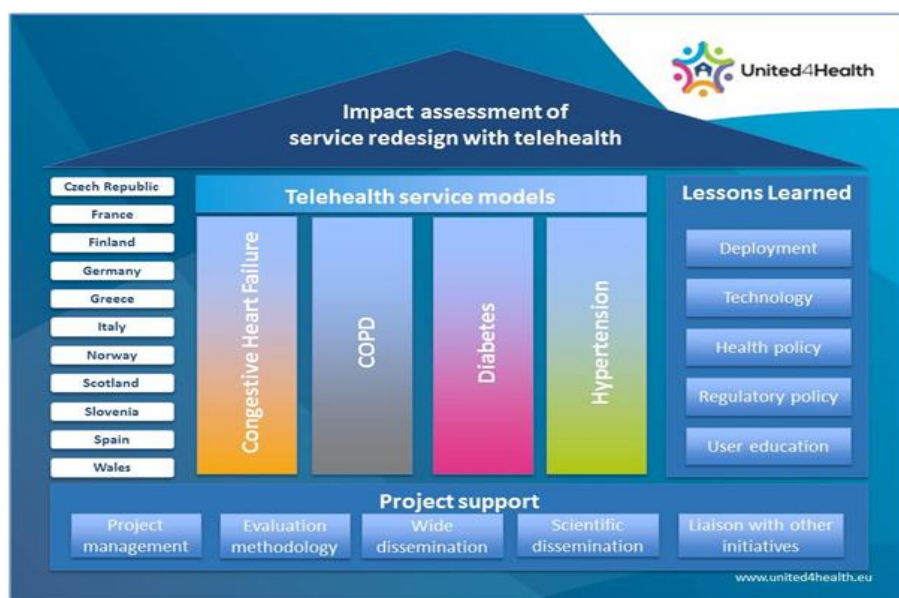 United4Health
Impact assessment of
service redesign with telehealth
Czech Republic
France
Finland
Germany
Greece
Italy
Norway
Scotland
Slovenia
Spain
Wales
Telehealth service models
Congestive Heart Failure
COPD
Diabetes
Hypertension
Lessons Learned
Deployment
Technology
Health policy
Regulatory policy
User education
Project support
Project
management
Evaluation
methodology
Wide
dissemination
Scientific
dissemination
Liaison with other
initiatives
www.united4health.eu